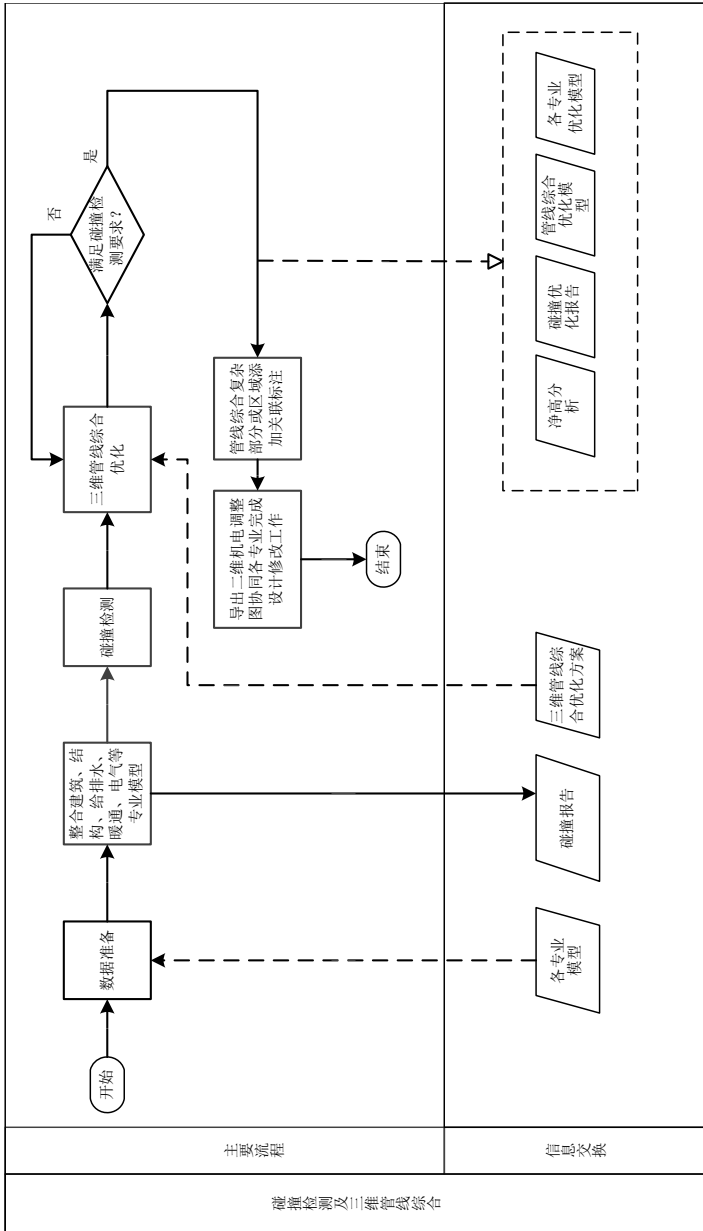 碰撞检测及三维管线综合
主要流程
开始
数据准备
整合建筑、结
构、给排水、
暖通、电气等
专业模型
碰撞检测
三维管线综合
优化
满足碰撞检
测要求？
否
是
管线综合复杂
部分或区域添
加关联标注
导出二维机电调整
图协同各专业完成
设计修改工作
结束
信息交换
各专业
模型
碰撞报告
三维管线综
合优化方案
净高分
析
碰撞优
化报告
管线综合
优化模
型
各专业
优化模型